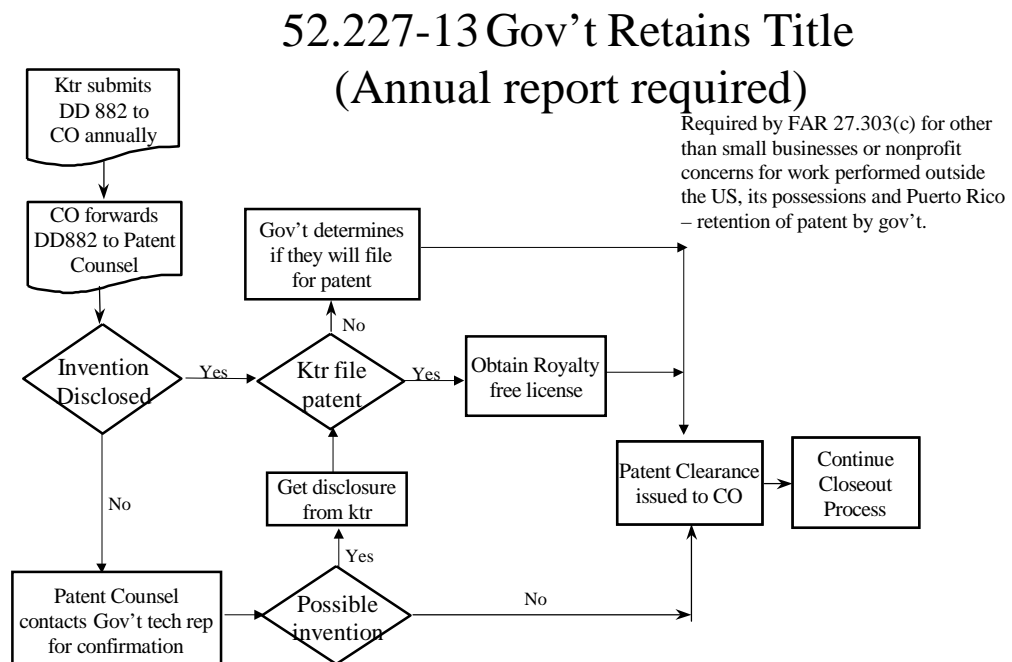 52.227-13 Gov't Retains Title
(Annual report required)
Required by FAR 27.303(c) for other
than small businesses or nonprofit
concerns for work performed outside
the US, its possessions and Puerto Rico
– retention of patent by gov't.
Ktr submits
DD 882 to
CO annually
CO forwards
DD882 to Patent
Counsel
Gov't determines
if they will file
for patent
No
Invention
Disclosed
Yes
Ktr file
patent
Yes
Obtain Royalty
free license
No
Get disclosure
from ktr
Patent Clearance
issued to CO
Continue
Closeout
Process
Yes
Patent Counsel
contacts Gov't tech rep
for confirmation
Possible
invention
No